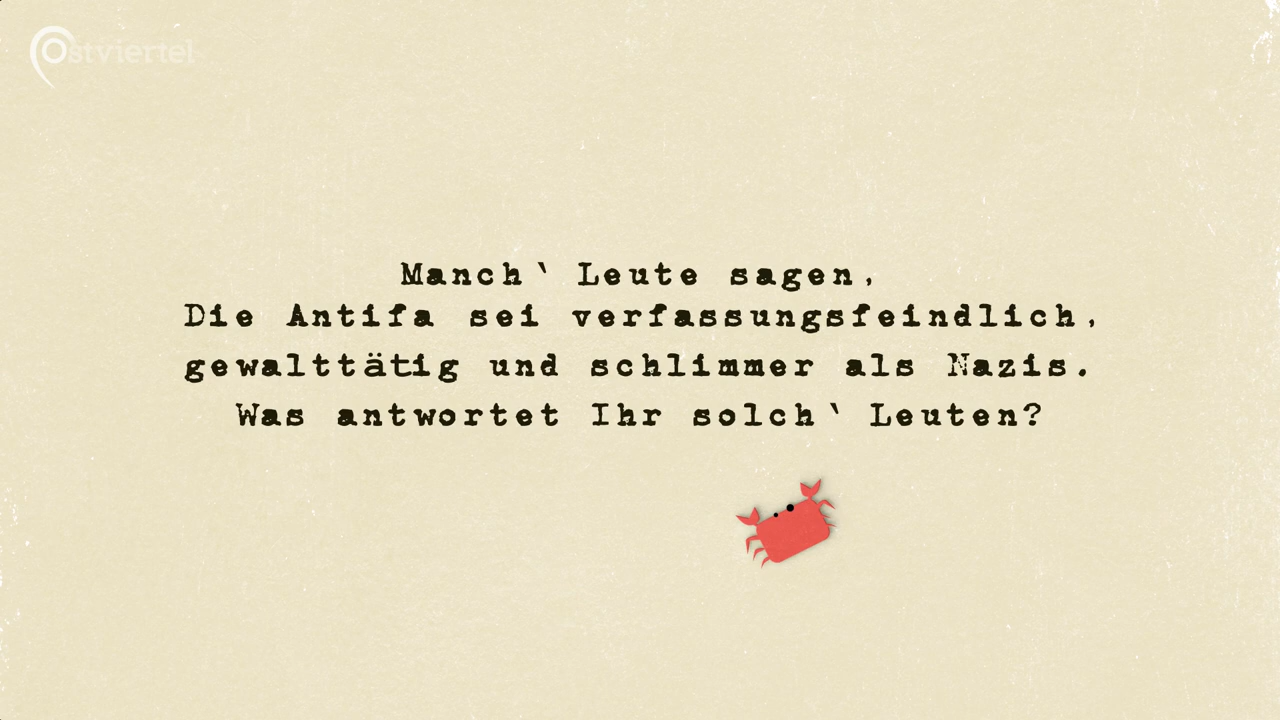 Ostviertel
Manch` Leute sagen,
Die Antifa sei verfassungsfeindlich,
gewalttätig und schlimmer als Nazis.
Was antwortet Ihr solch` Leuten?